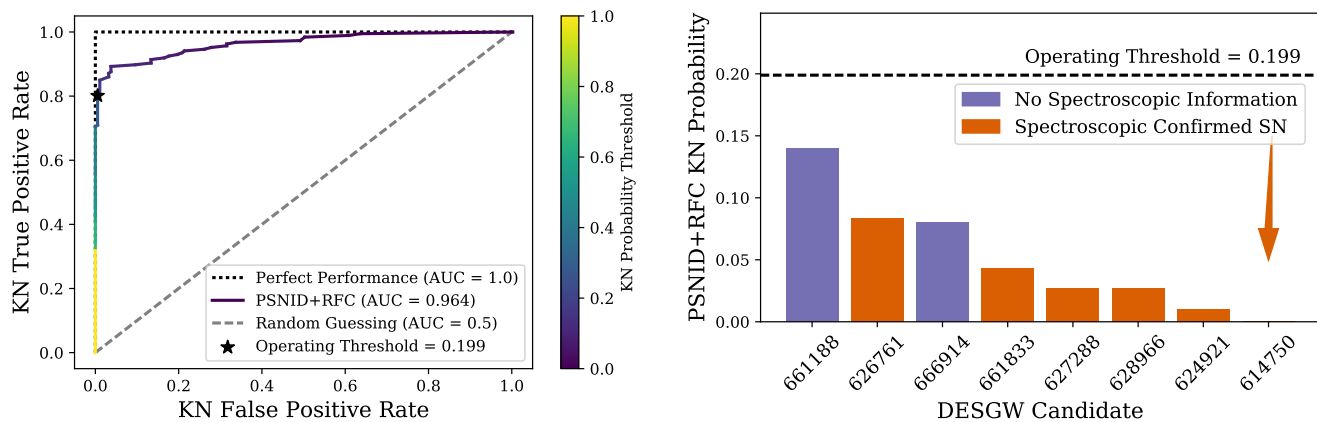 KN True Positive Rate
1.0
0.8
0.6
0.4
0.2
0.0
0.0 0.2 0.4 0.6 0.8 1.0
KN False Positive Rate
Perfect Performance (AUC = 1.0)
PSNID+RFC (AUC = 0.964)
Random Guessing (AUC = 0.5)
Operating Threshold = 0.199
1.0
0.8
0.6
0.4
0.2
0.0
KN Probability Threshold
PSNID+RFC KN Probability
0.20
0.15
0.10
0.05
0.00
Operating Threshold = 0.199
No Spectroscopic Information
Spectroscopic Confirmed SN
661188 626761 666914 661833 627288 628966 624921 614750
DESGW Candidate